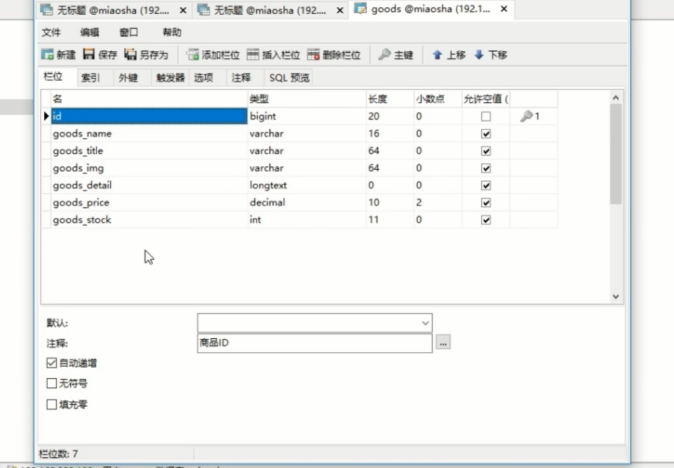 无标题 @miaosha (192.... × 无标题 @miaosha (192.... × goods @miaosha (192.1... ×
文件 编辑 窗口 帮助
新建 保存 另存为 添加栏位 插入栏位 删除栏位 主键 上移 下移
栏位 索引 外键 触发器 选项 注释 SQL 预览
名 类型 长度 小数点 允许空值 (
id bigint 20 0 1
goods_name varchar 16 0
goods_title varchar 64 0
goods_img varchar 64 0
goods_detail longtext 0 0
goods_price decimal 10 2
goods_stock int 11 0
默认:
注释: 商品ID ...
自动递增
无符号
填充零
栏位数: 7